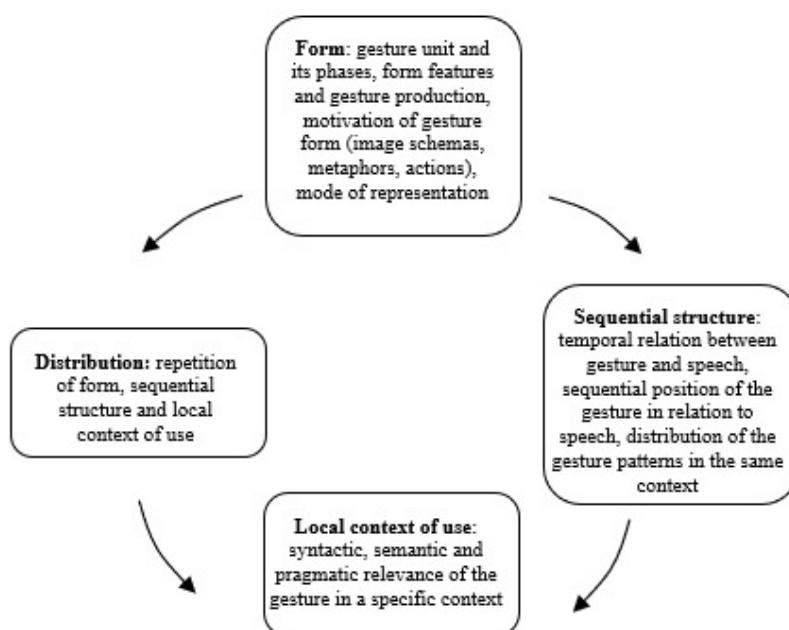 Form: gesture unit and
its phases, form features
and gesture production,
motivation of gesture
form (image schemas,
metaphors, actions),
mode of representation
Distribution: repetition
of form, sequential
structure and local
context of use
Sequential structure:
temporal relation between
gesture and speech,
sequential position of the
gesture in relation to
speech, distribution of the
gesture patterns in the same
context
Local context of use:
syntactic, semantic and
pragmatic relevance of the
gesture in a specific context